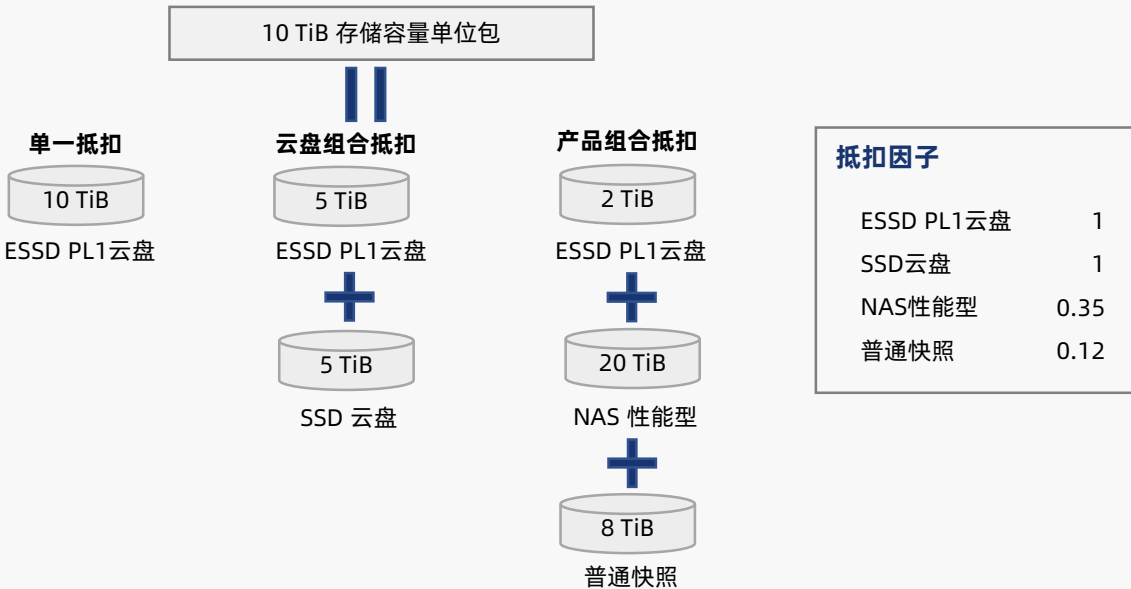 10 TiB 存储容量单位包
单一抵扣
10 TiB
ESSD PL1云盘
云盘组合抵扣
5 TiB
ESSD PL1云盘
5 TiB
SSD 云盘
产品组合抵扣
2 TiB
ESSD PL1云盘
20 TiB
NAS 性能型
8 TiB
普通快照
抵扣因子
ESSD PL1云盘 1
SSD云盘 1
NAS性能型 0.35
普通快照 0.12